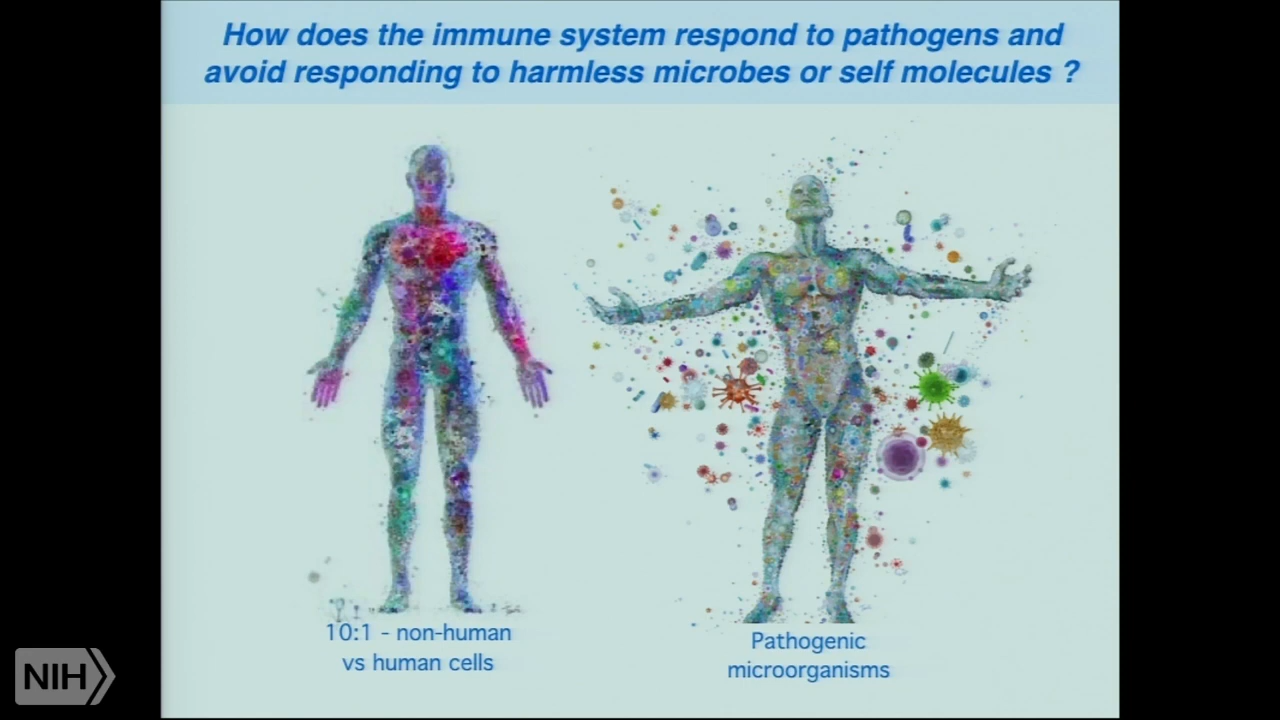 How does the immune system respond to pathogens and
avoid responding to harmless microbes or self molecules ?
10:1 - non-human
vs human cells
Pathogenic
microorganisms
NIH